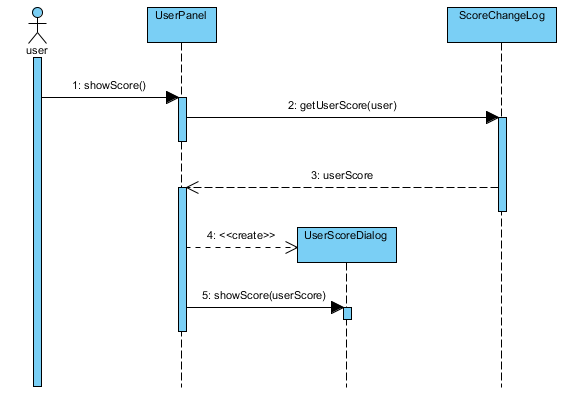 UserPanel
ScoreChangeLog
user
1: showScore()
2: getUserScore(user)
3: userScore
4: <<create>>
UserScoreDialog
5: showScore(userScore)